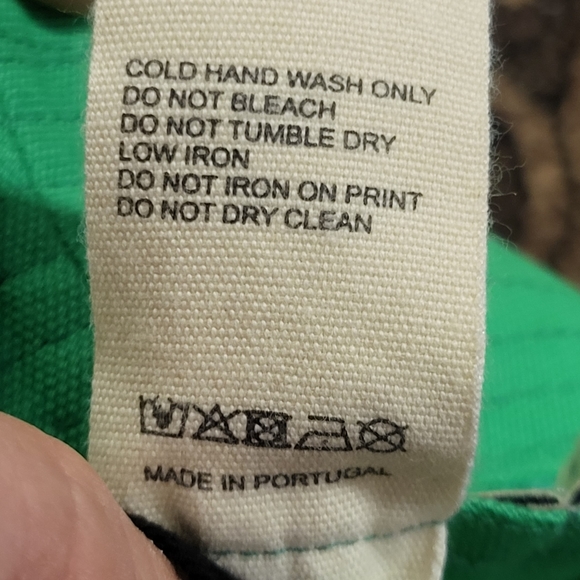 COLD HAND WASH ONLY
DO NOT BLEACH
DO NOT TUMBLE DRY
LOW IRON
DO NOT IRON ON PRINT
DO NOT DRY CLEAN
MADE IN PORTUGAL